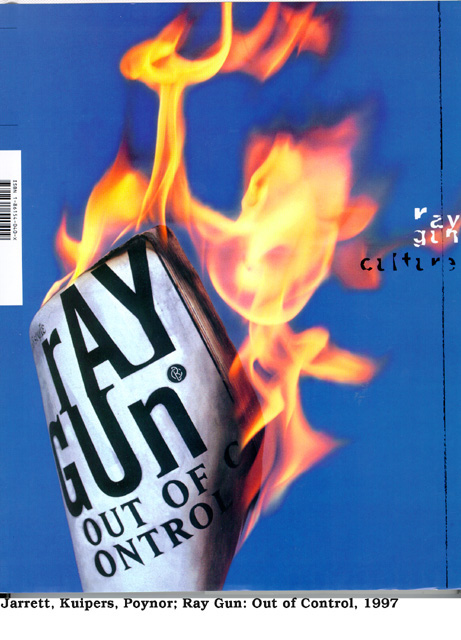 ray
gun
culture
rAY
GUn®
OUT OF C
ONTROL
Jarrett, Kuipers, Poynor; Ray Gun: Out of Control, 1997